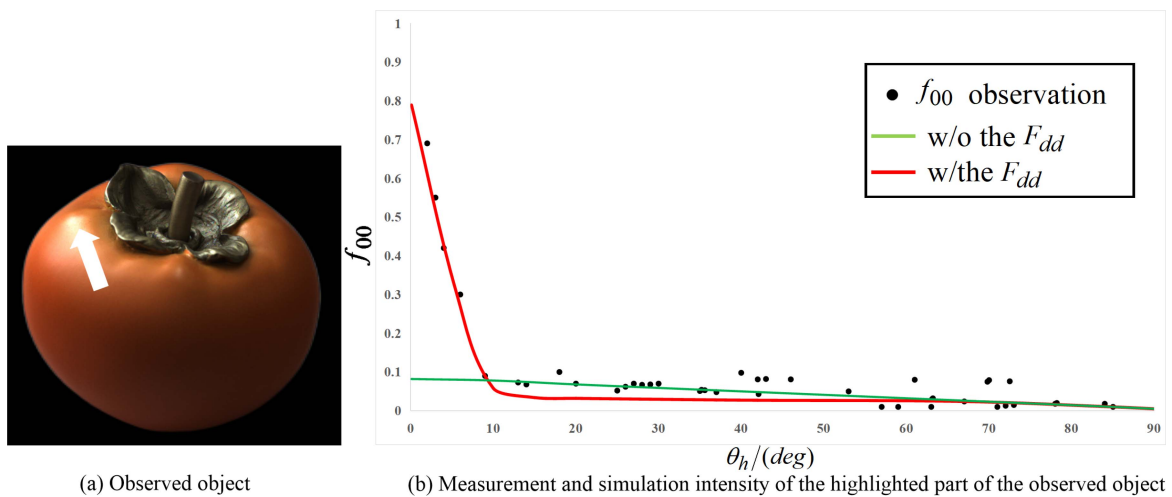 1
0.9
0.8
0.7
0.6
0.5
0.4
0.3
0.2
0.1
0
f00
0 10 20 30 40 50 60 70 80 90
θh/(deg)
f00 observation
w/o the Fdd
w/the Fdd
(a) Observed object
(b) Measurement and simulation intensity of the highlighted part of the observed object